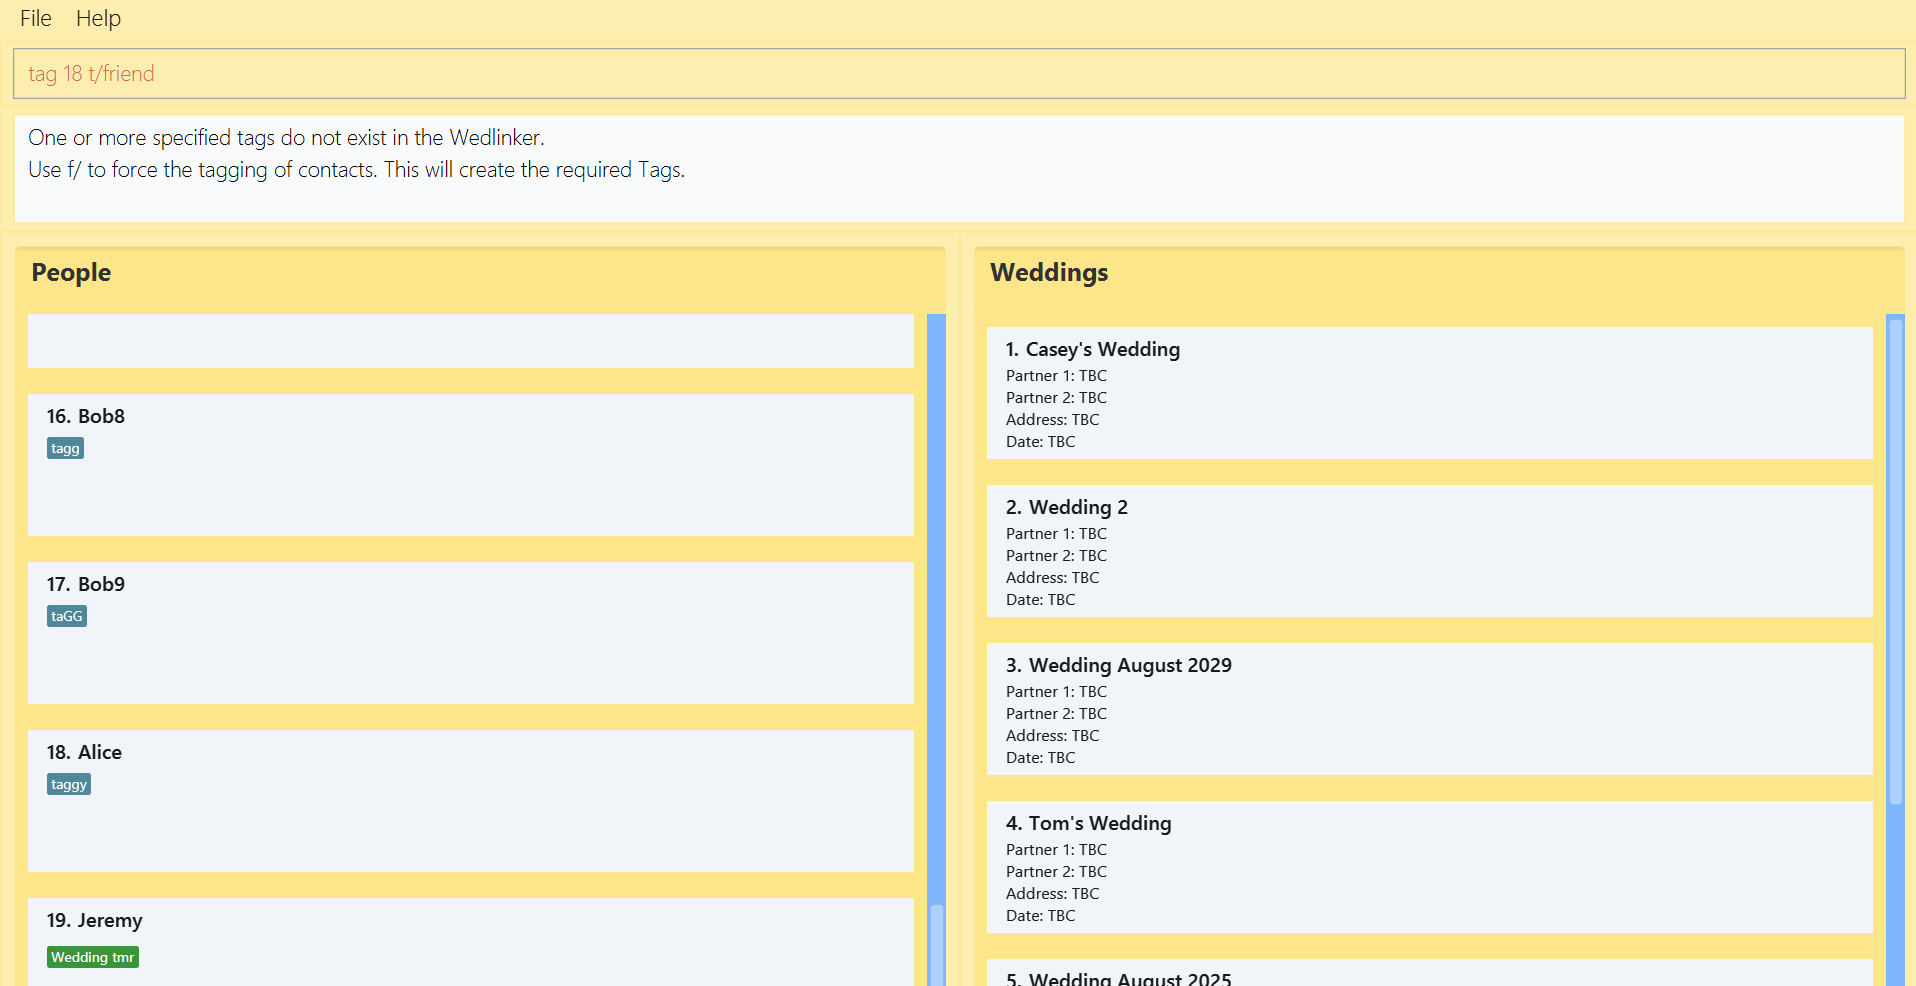 File Help
tag 18 t/friend
One or more specified tags do not exist in the Wedlinker.
Use f/ to force the tagging of contacts. This will create the required Tags.
People
16. Bob8
tagg
17. Bob9
taGG
18. Alice
taggy
19. Jeremy
Wedding tmr
Weddings
1. Casey's Wedding
Partner 1: TBC
Partner 2: TBC
Address: TBC
Date: TBC
2. Wedding 2
Partner 1: TBC
Partner 2: TBC
Address: TBC
Date: TBC
3. Wedding August 2029
Partner 1: TBC
Partner 2: TBC
Address: TBC
Date: TBC
4. Tom's Wedding
Partner 1: TBC
Partner 2: TBC
Address: TBC
Date: TBC
5. Wedding August 2025